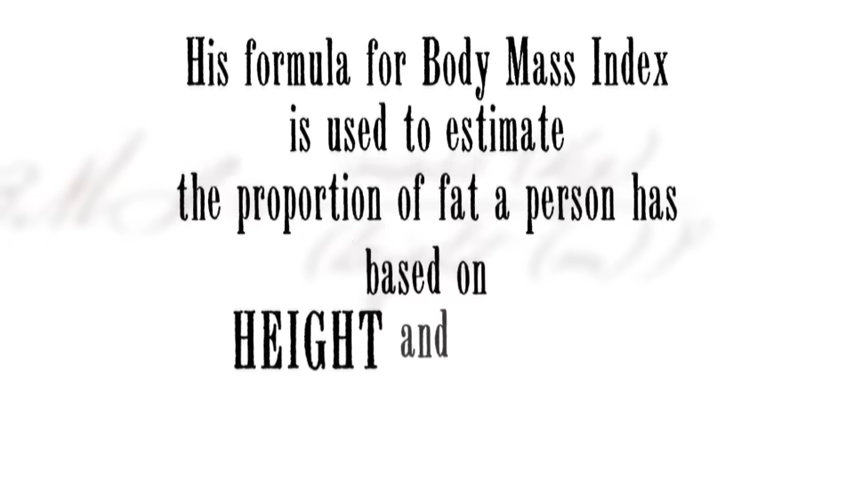 His formula for Body Mass Index
is used to estimate
the proportion of fat a person has
based on
HEIGHT and